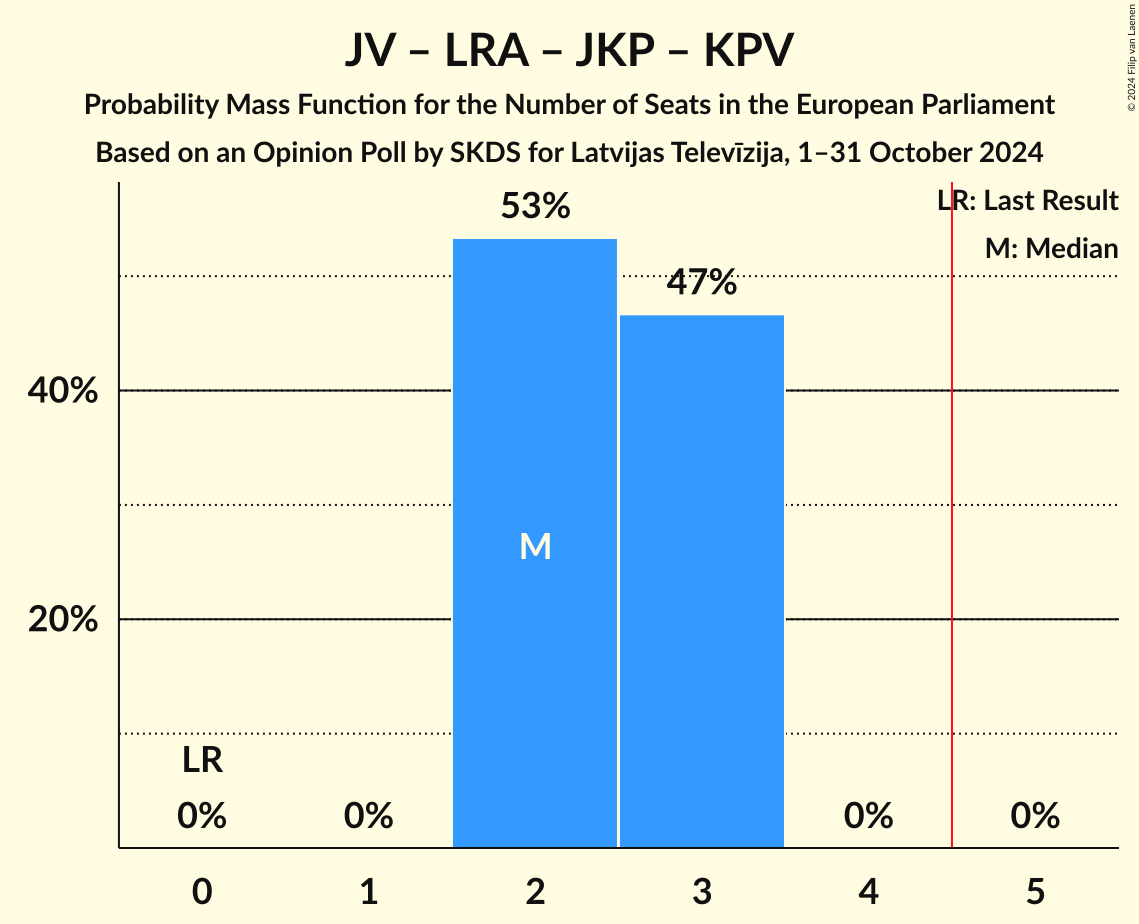 JV – LRA – JKP – KPV
Probability Mass Function for the Number of Seats in the European Parliament
Based on an Opinion Poll by SKDS for Latvijas Televīzija, 1–31 October 2024
© 2024 Filip van Laenen
LR: Last Result
M: Median
53%
47%
40%
20%
M
LR
0%
0%
0%
0%
0
1
2
3
4
5